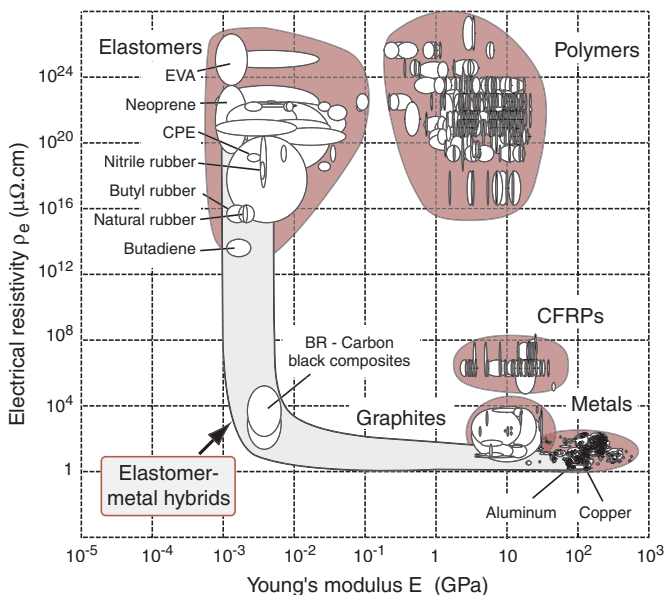 Elastomers
Polymers
EVA
Neoprene
CPE
Nitrile rubber
Butyl rubber
Natural rubber
Butadiene
CFRPs
BR - Carbon
black composites
Graphites
Metals
Elastomer-
metal hybrids
Aluminum
Copper
Electrical resistivity ρe (μΩ.cm)
10^24
10^20
10^16
10^12
10^8
10^4
1
10^-5
10^-4
10^-3
10^-2
10^-1
1
10
10^2
10^3
Young's modulus E (GPa)